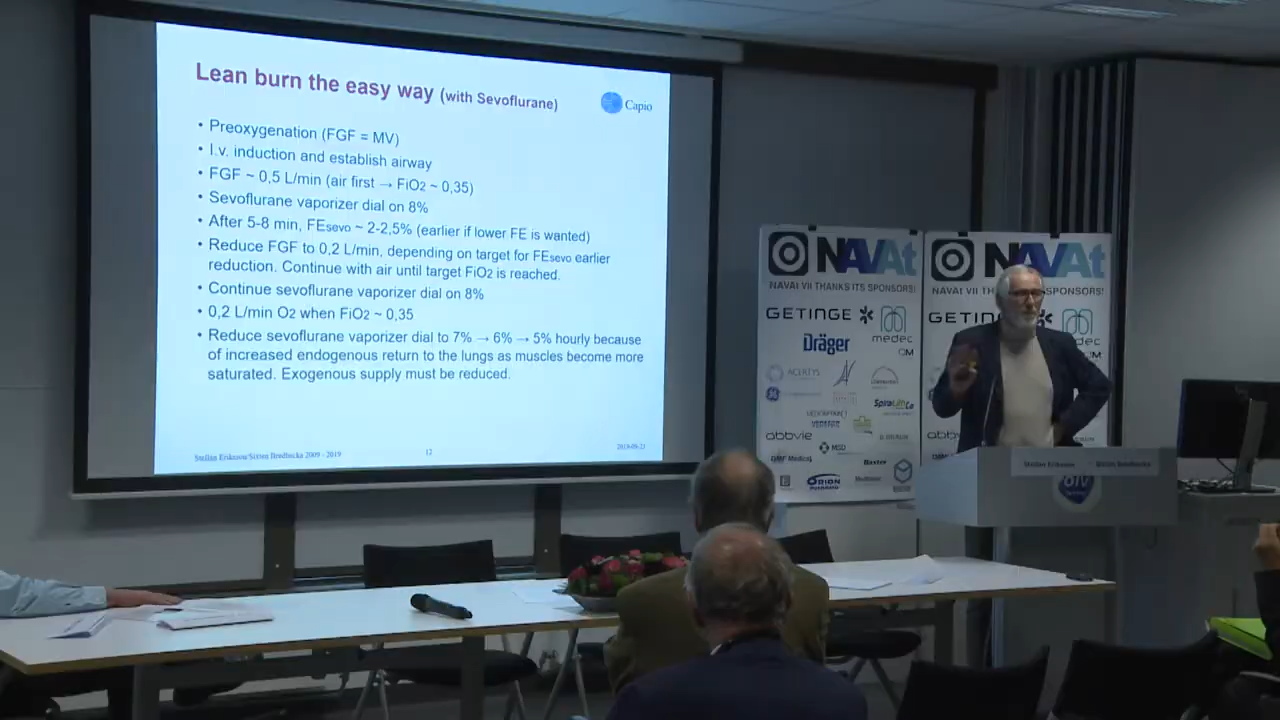 Lean burn the easy way (with Sevoflurane)
Capio
• Preoxygenation (FGF = MV)
• I.v. induction and establish airway
• FGF ~ 0,5 L/min (air first → FiO2 ~ 0,35)
• Sevoflurane vaporizer dial on 8%
• After 5-8 min, FEsevo ~ 2-2,5% (earlier if lower FE is wanted)
• Reduce FGF to 0,2 L/min, depending on target for FEsevo earlier
reduction. Continue with air until target FiO2 is reached.
• Continue sevoflurane vaporizer dial on 8%
• 0,2 L/min O2 when FiO2 ~ 0,35
• Reduce sevoflurane vaporizer dial to 7% → 6% → 5% hourly because
of increased endogenous return to the lungs as muscles become more
saturated. Exogenous supply must be reduced.
12
NAVAt
NAVAt VII THANKS ITS SPONSORS!
GETINGE
medec
Dräger
ACERTYS
abbvie
MSD
Baxter
ORION
NAVAt
NAVAt VII THANKS ITS SPONSORS!
GETINGE
medec